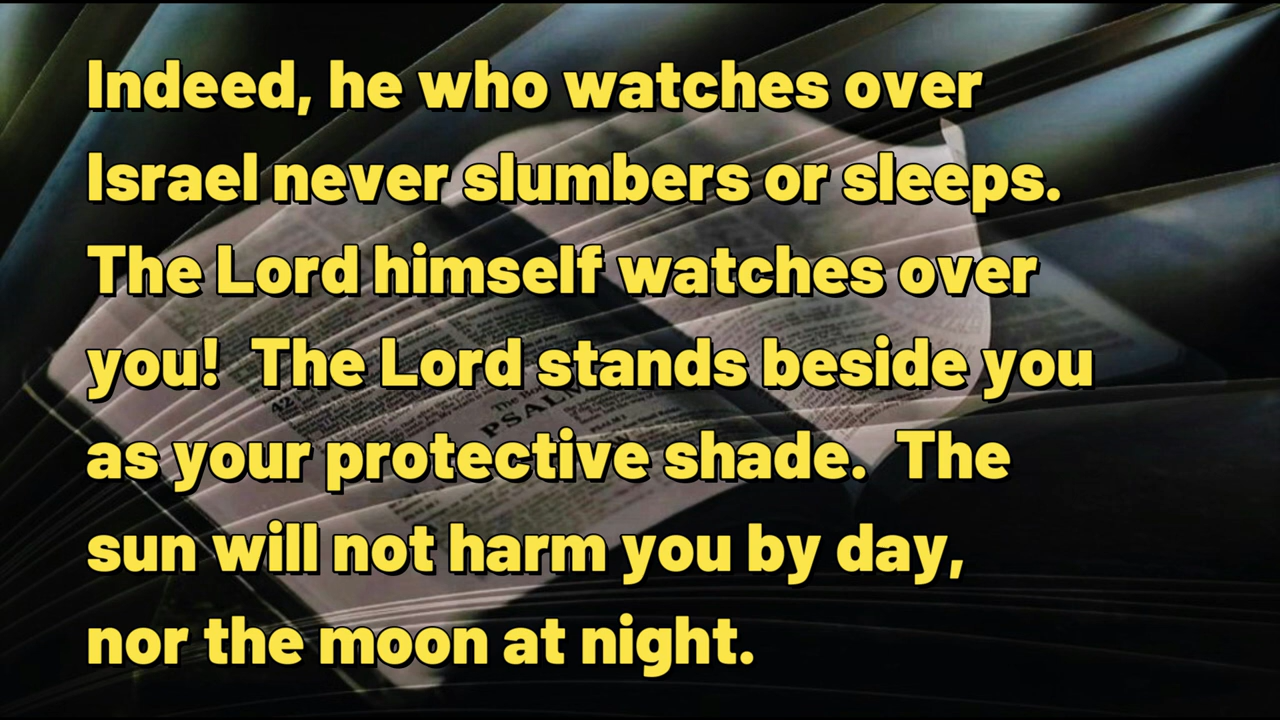 Indeed, he who watches over
Israel never slumbers or sleeps.
The Lord himself watches over
you!  The Lord stands beside you
as your protective shade.  The
sun will not harm you by day,
nor the moon at night.
42
PSALM